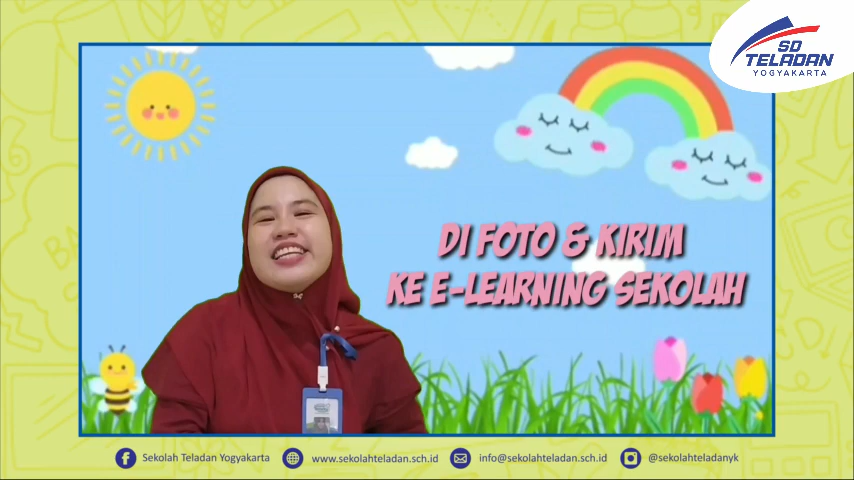 SD
TELADAN
YOGYAKARTA
DI FOTO & KIRIM
KE E-LEARNING SEKOLAH
Sekolah Teladan Yogyakarta
www.sekolahteladan.sch.id
info@sekolahteladan.sch.id
@sekolahteladanyk